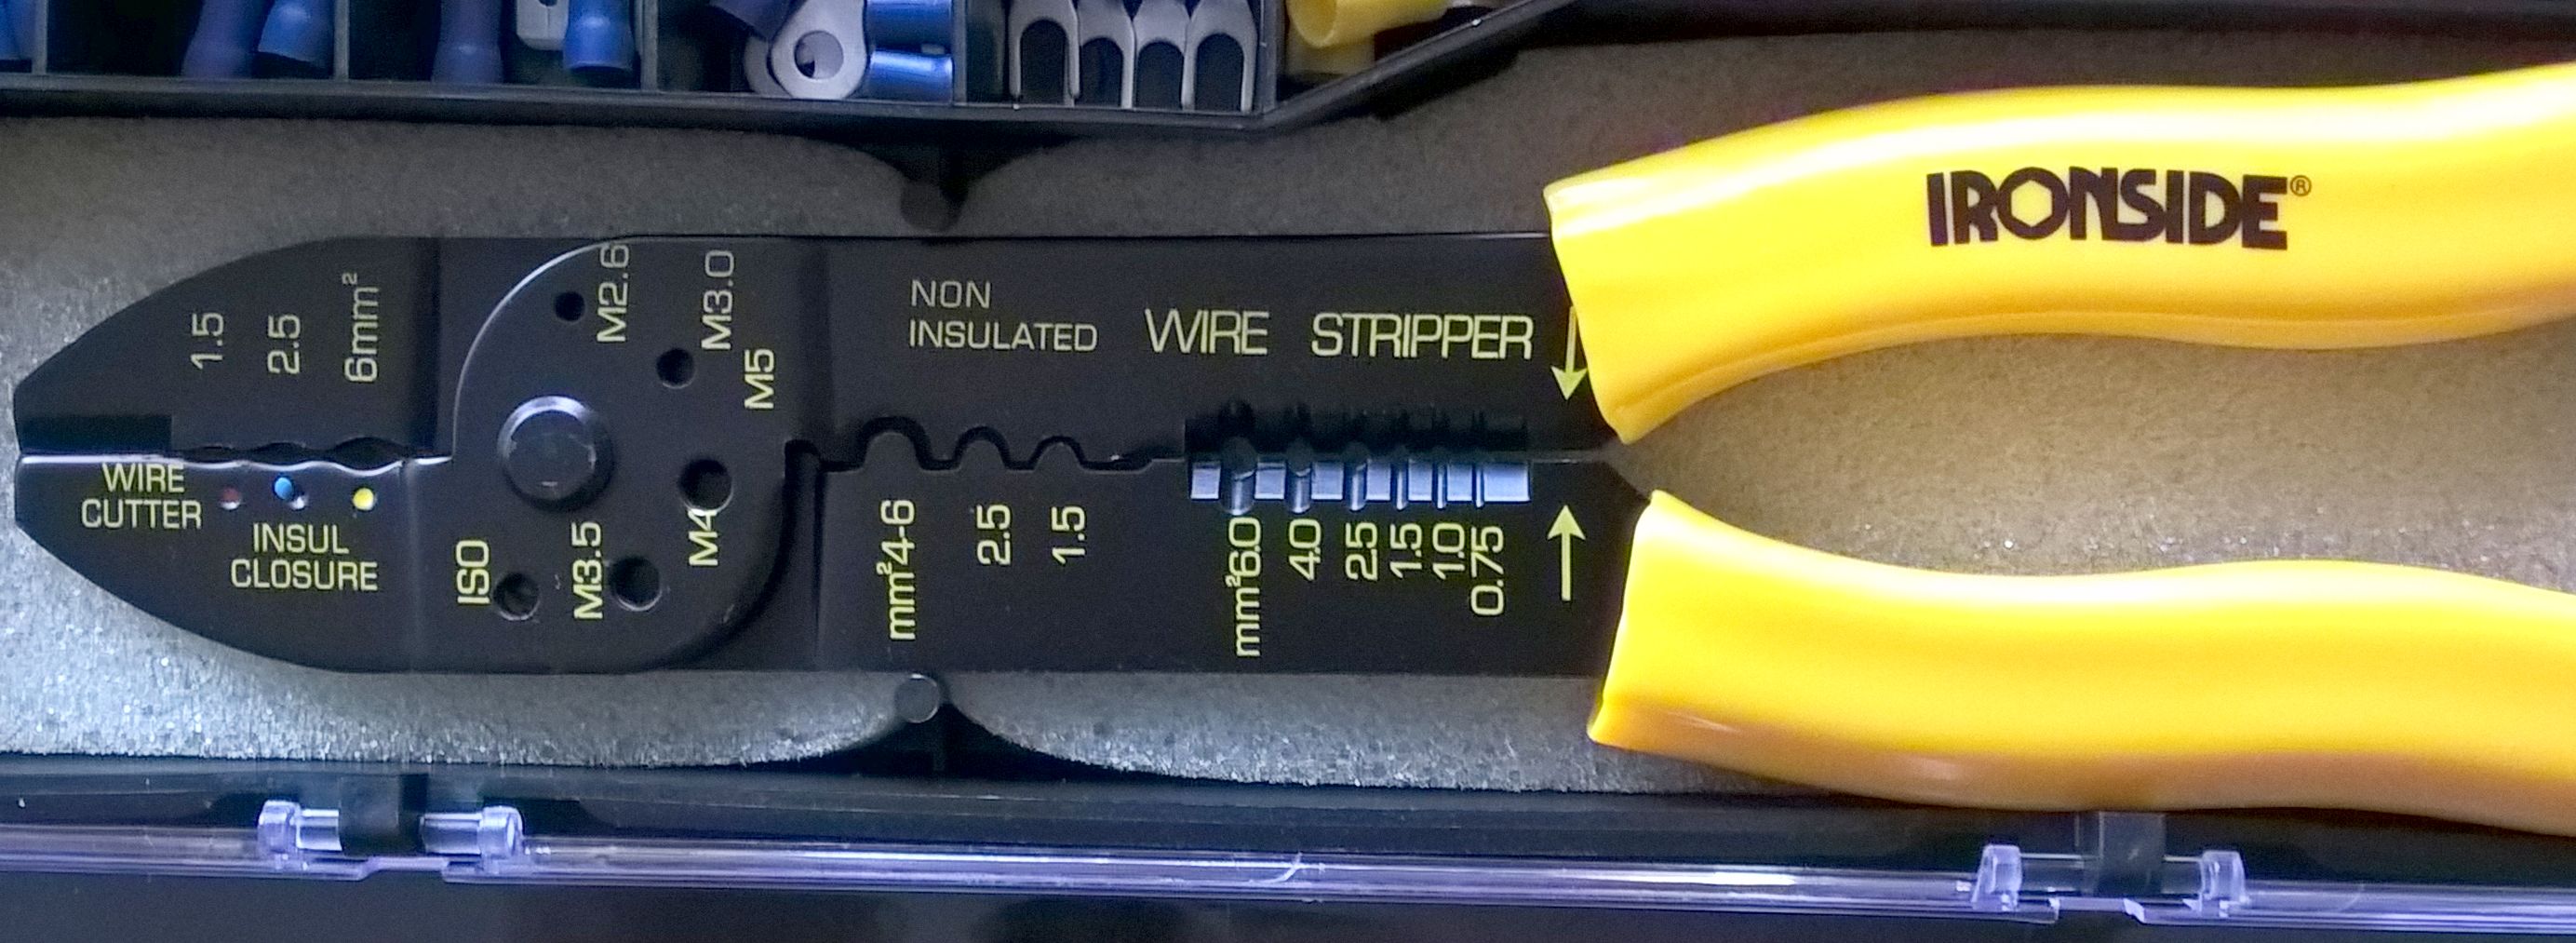 IRONSIDE®
1.5
2.5
6mm²
M2.6
M3.0
M5
NON
INSULATED
WIRE STRIPPER
WIRE
CUTTER
INSUL
CLOSURE
ISO
M3.5
M4
mm²4-6
2.5
1.5
mm²6.0
4.0
2.5
1.5
1.0
0.75